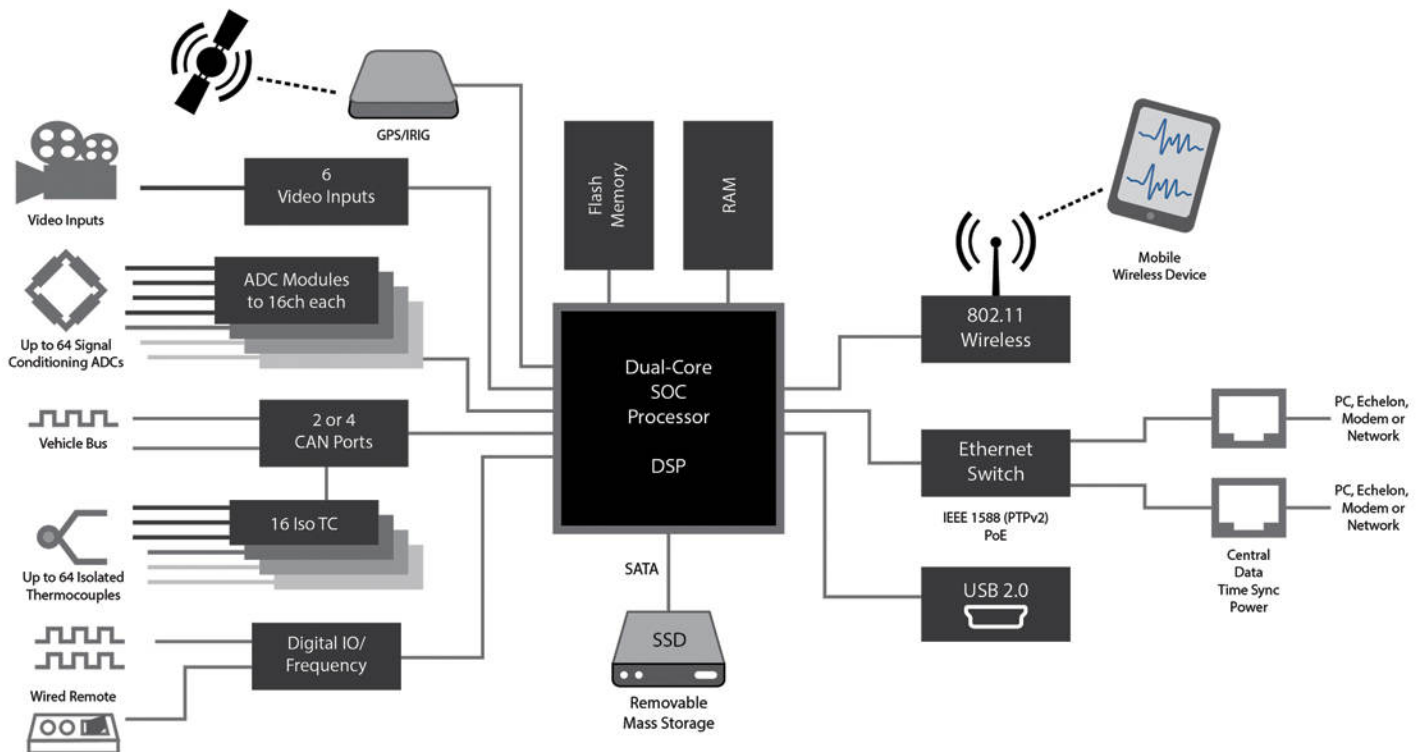 GPS/IRIG
6
Video Inputs
Video Inputs
ADC Modules
to 16ch each
Up to 64 Signal
Conditioning ADCs
2 or 4
CAN Ports
Vehicle Bus
16 Iso TC
Up to 64 Isolated
Thermocouples
Digital IO/
Frequency
Wired Remote
Flash
Memory
RAM
Dual-Core
SOC
Processor
DSP
SATA
SSD
Removable
Mass Storage
802.11
Wireless
Mobile
Wireless Device
Ethernet
Switch
IEEE 1588 (PTPv2)
PoE
USB 2.0
PC, Echelon,
Modem or
Network
PC, Echelon,
Modem or
Network
Central
Data
Time Sync
Power